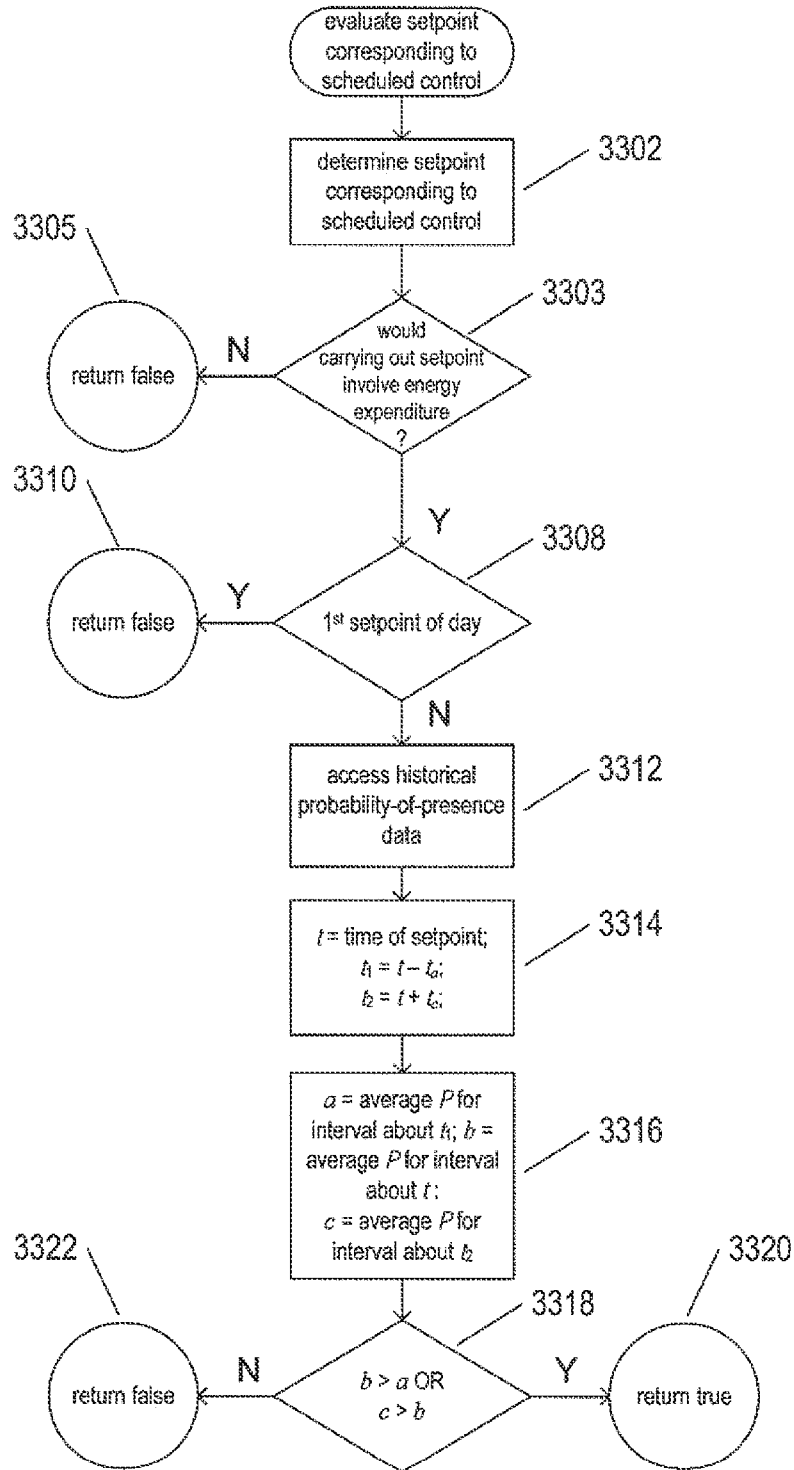 evaluate setpoint
corresponding to
scheduled control
3302
determine setpoint
corresponding to
scheduled control
3305
3303
would
carrying out setpoint
involve energy
expenditure
?
N
return false
3310
Y
3308
1st setpoint of day
Y
return false
N
3312
access historical
probability-of-presence
data
3314
t = time of setpoint;
t1 = t – ta;
t2 = t + ta;
3316
a = average P for
interval about t1; b =
average P for interval
about t;
c = average P for
interval about t2
3322
3318
3320
N
b > a OR
c > b
Y
return false
return true